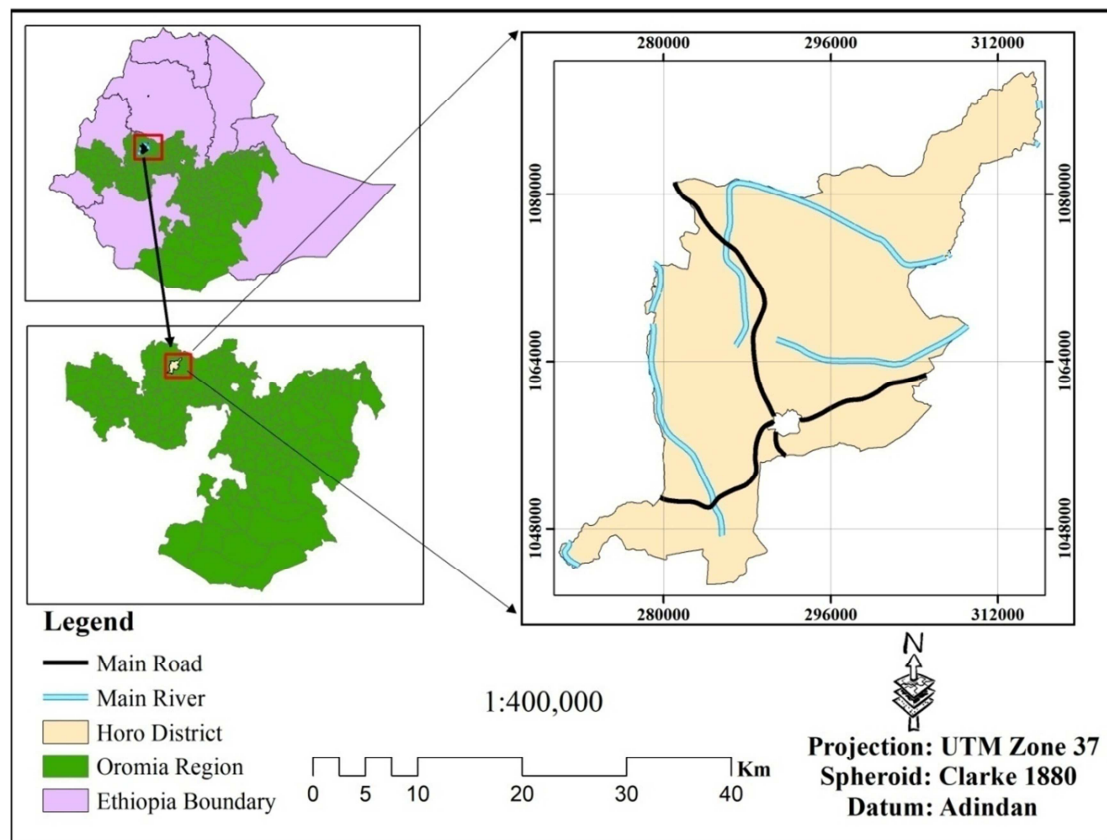 280000 296000 312000
1080000 1080000
1064000 1064000
1048000 1048000
280000 296000 312000
Legend
Main Road
Main River
Horo District
Oromia Region
Ethiopia Boundary
1:400,000
Km
0 5 10 20 30 40
N
Projection: UTM Zone 37
Spheroid: Clarke 1880
Datum: Adindan